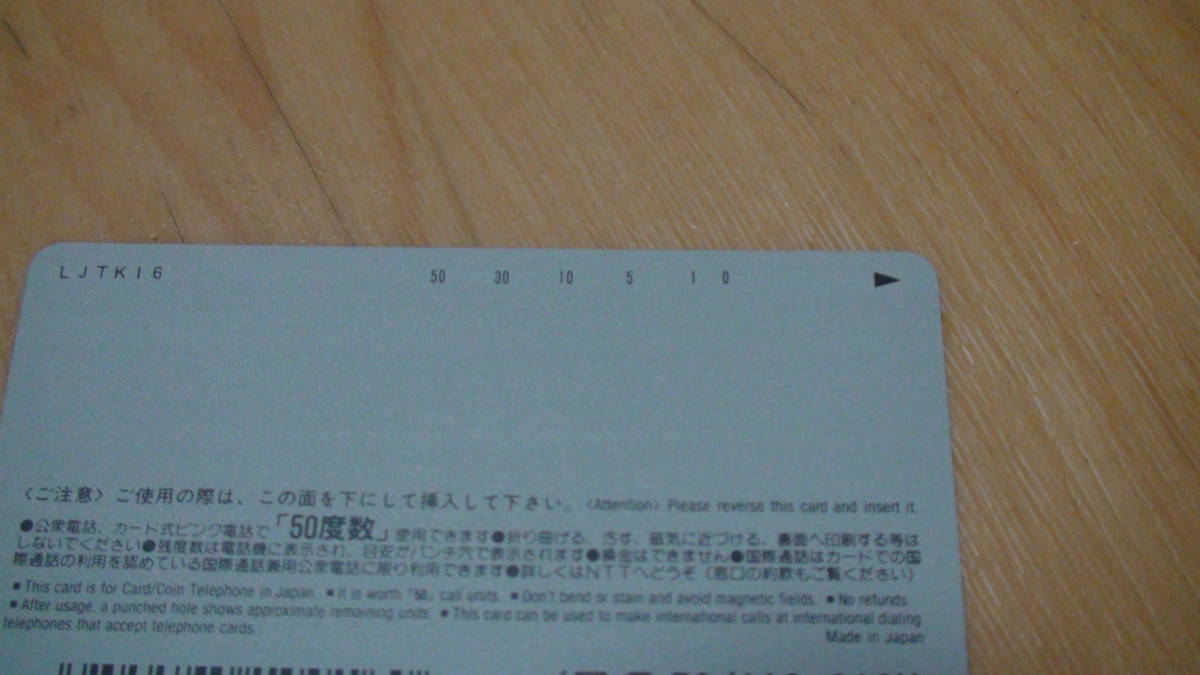 LJTKI6 50 30 10 5 1 0 ▶
〈ご注意〉ご使用の際は、この面を下にして挿入して下さい。〈Attention〉Please reverse this card and insert it.
●公衆電話、カード式ピンク電話で「50度数」使用できます●折り曲げる、汚す、磁気に近づける、裏面へ印刷する等は
しないでください●残度数は電話機に表示され、目安がパンチ穴で表示されます●換金はできません●国際通話はカードでの国
際通話の利用を認めている国際通話兼用公衆電話に限り利用できます●詳しくはNTTへどうぞ(窓口の約款もご覧ください)
■ This card is for Card/Coin Telephone in Japan. ■ It is worth「50」call units. ■ Don't bend or stain and avoid magnetic fields. ■ No refunds.
■ After usage, a punched hole shows approximate remaining units. ■ This card can be used to make international calls at international dialing
telephones that accept telephone cards.
Made in Japan